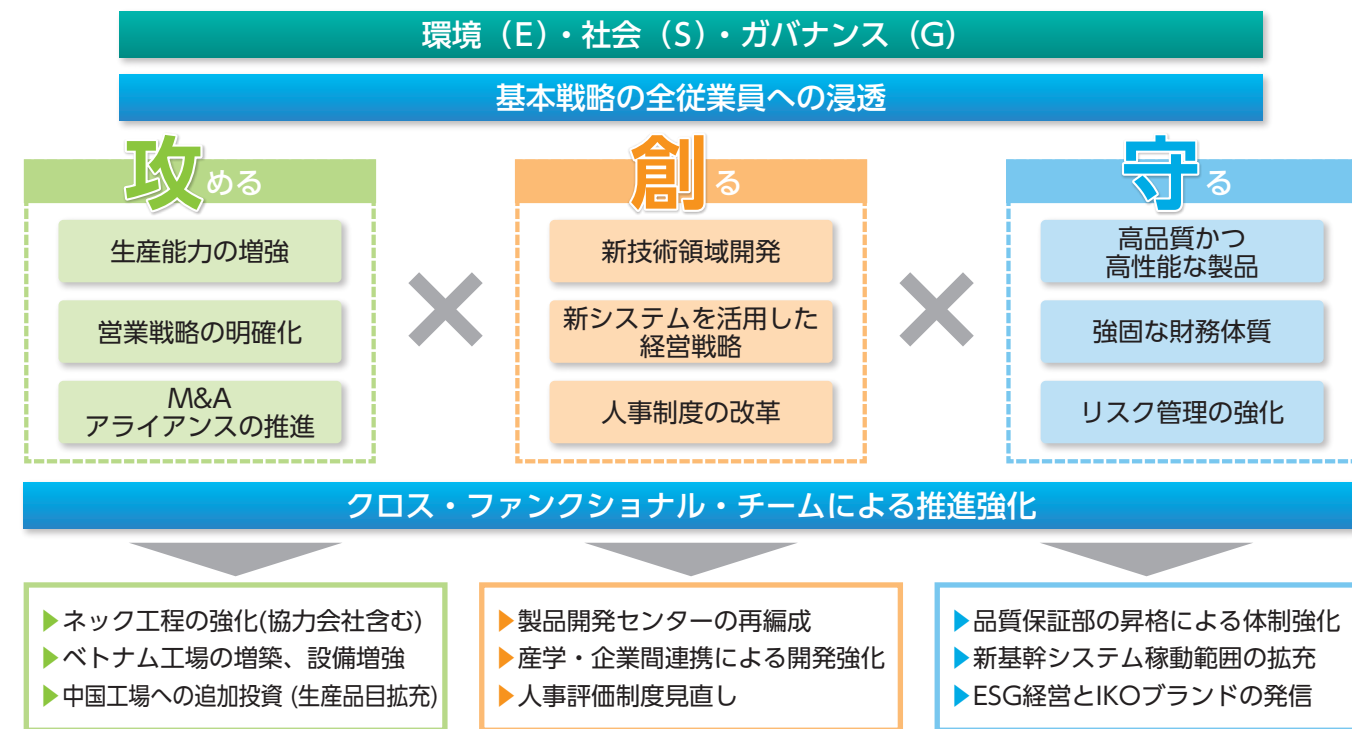 環境（E）・社会（S）・ガバナンス（G）
基本戦略の全従業員への浸透
攻める
生産能力の増強
営業戦略の明確化
M&A
アライアンスの推進
創る
新技術領域開発
新システムを活用した
経営戦略
人事制度の改革
守る
高品質かつ
高性能な製品
強固な財務体質
リスク管理の強化
クロス・ファンクショナル・チームによる推進強化
▶ネック工程の強化(協力会社含む)
▶ベトナム工場の増築、設備増強
▶中国工場への追加投資 (生産品目拡充)
▶製品開発センターの再編成
▶産学・企業間連携による開発強化
▶人事評価制度見直し
▶品質保証部の昇格による体制強化
▶新基幹システム稼動範囲の拡充
▶ESG経営とIKOブランドの発信